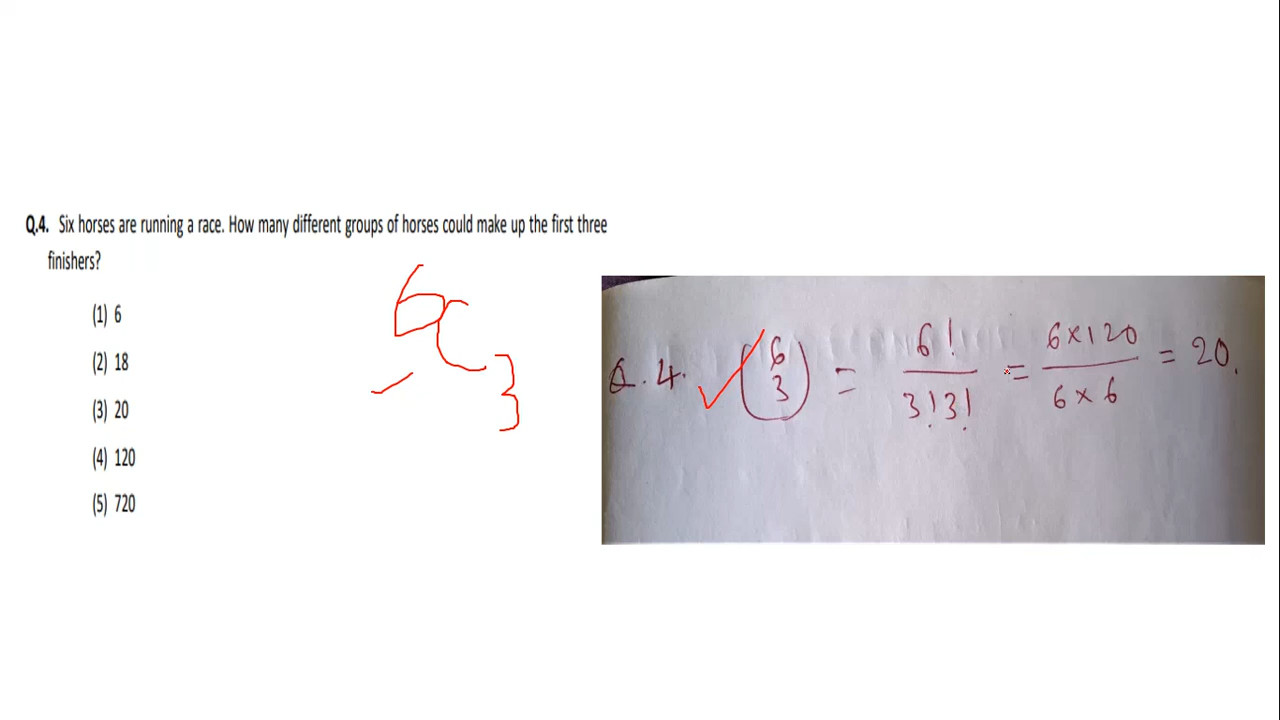 Q.4. Six horses are running a race. How many different groups of horses could make up the first three
finishers?
(1) 6
(2) 18
(3) 20
(4) 120
(5) 720
6C3
Q.4. (6 3) = 6! / 3!3! = 6×120 / 6×6 = 20.